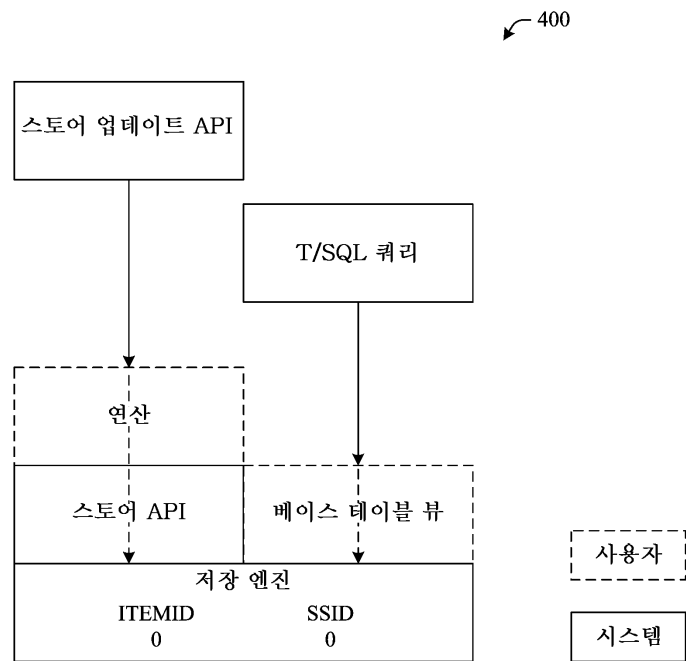 400
스토어 업데이트 API
T/SQL 쿼리
연산
스토어 API
베이스 테이블 뷰
저장 엔진
ITEMID SSID
0 0
사용자
시스템